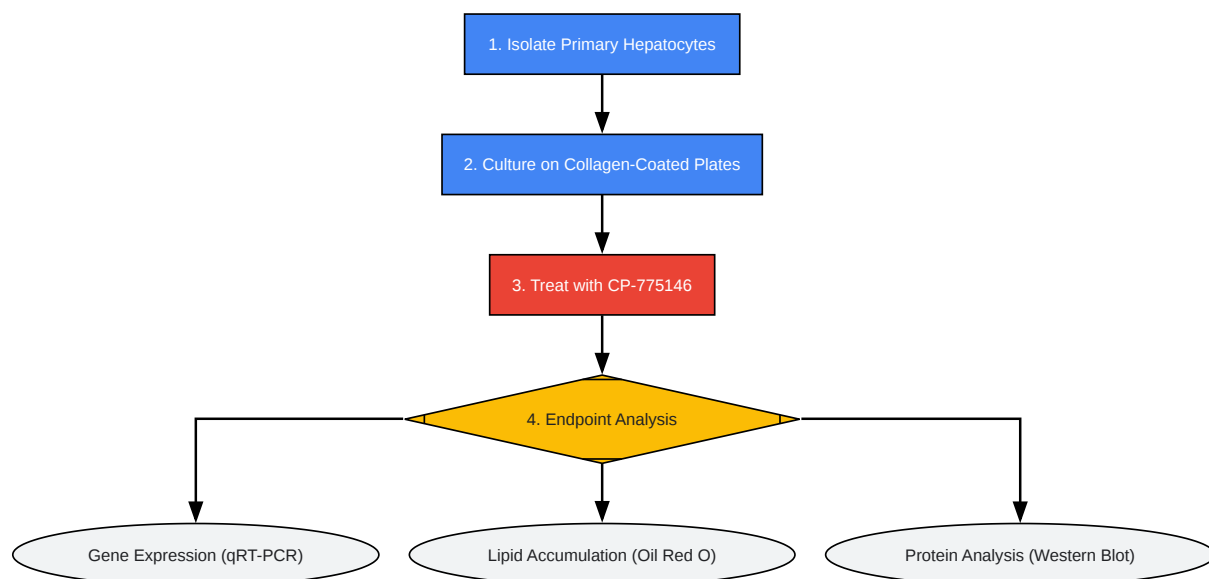 1. Isolate Primary Hepatocytes
2. Culture on Collagen-Coated Plates
3. Treat with CP-775146
4. Endpoint Analysis
Gene Expression (qRT-PCR)
Lipid Accumulation (Oil Red O)
Protein Analysis (Western Blot)